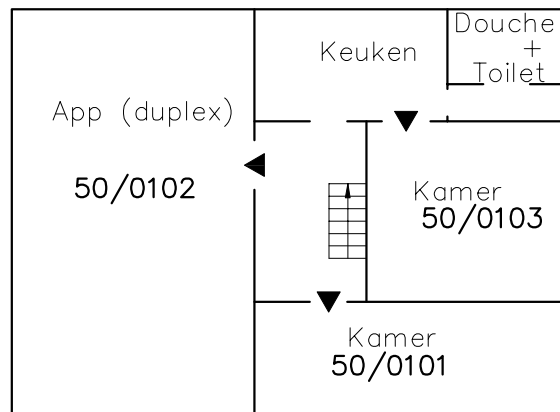 Douche
+
Toilet
Keuken
App (duplex)
50/0102
Kamer
50/0103
Kamer
50/0101